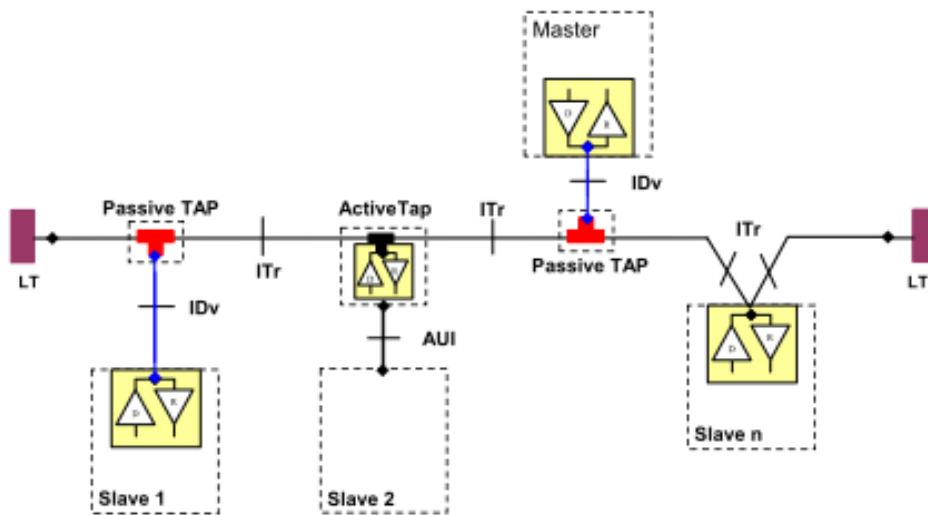 Master
D
R
IDv
Passive TAP
ActiveTap
ITr
ITr
LT
ITr
D
R
Passive TAP
LT
IDv
AUI
D
R
Slave n
D
R
Slave 1
Slave 2